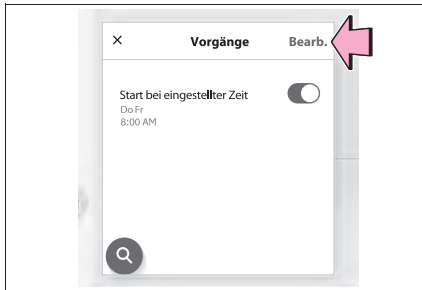 × Vorgänge Bearb.
Start bei eingestellter Zeit
Do Fr
8:00 AM